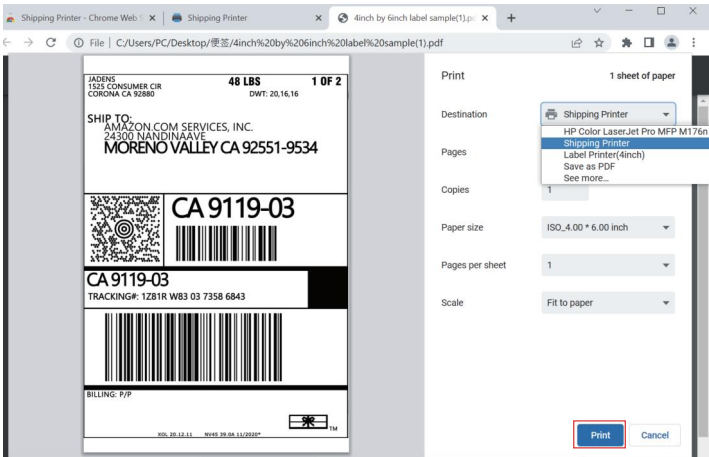 Shipping Printer - Chrome Web S
Shipping Printer
4inch by 6inch label sample(1).pd
File | C:/Users/PC/Desktop/便签/4inch%20by%206inch%20label%20sample(1).pdf
JADENS
1525 CONSUMER CIR
CORONA CA 92880
48 LBS
1 OF 2
DWT: 20,16,16
SHIP TO:
AMAZON.COM SERVICES, INC.
24300 NANDINAAVE
MORENO VALLEY CA 92551-9534
CA 9119-03
CA 9119-03
TRACKING#: 1Z81R W83 03 7358 6843
BILLING: P/P
TM
XOL 20.12.11 NV45 39.0A 11/2020*
Print
1 sheet of paper
Destination
Shipping Printer
HP Color LaserJet Pro MFP M176n
Shipping Printer
Label Printer(4inch)
Save as PDF
See more...
Pages
Copies
1
Paper size
ISO_4.00 * 6.00 inch
Pages per sheet
1
Scale
Fit to paper
Print
Cancel